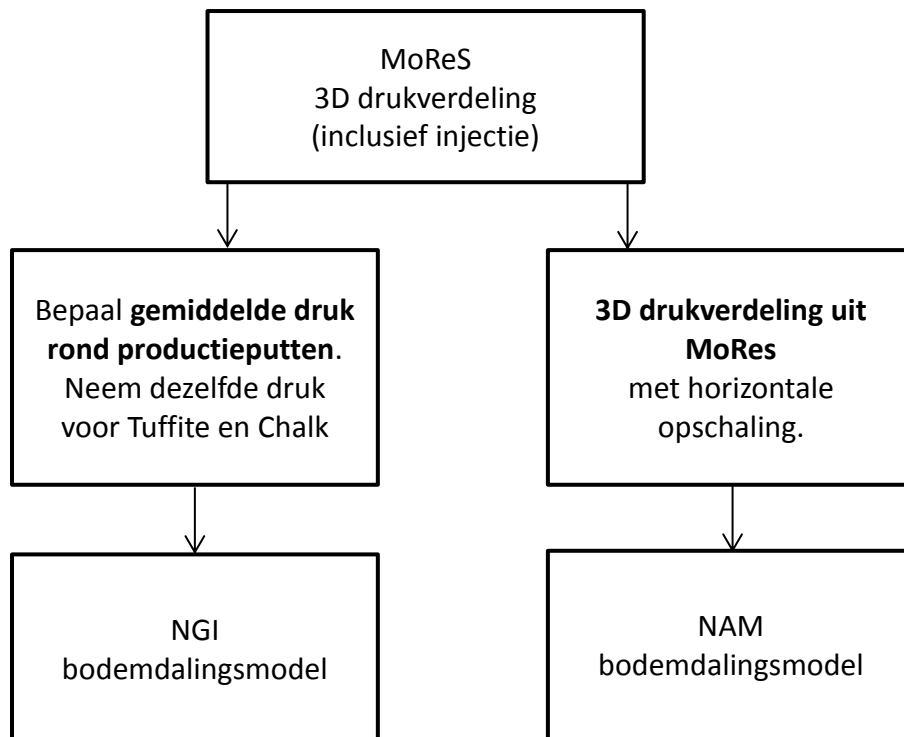 MoReS
3D drukverdeling
(inclusief injectie)
Bepaal gemiddelde druk
rond productieputten.
Neem dezelfde druk
voor Tuffite en Chalk
3D drukverdeling uit
MoRes
met horizontale
opschaling.
NGI
bodemdalingsmodel
NAM
bodemdalingsmodel